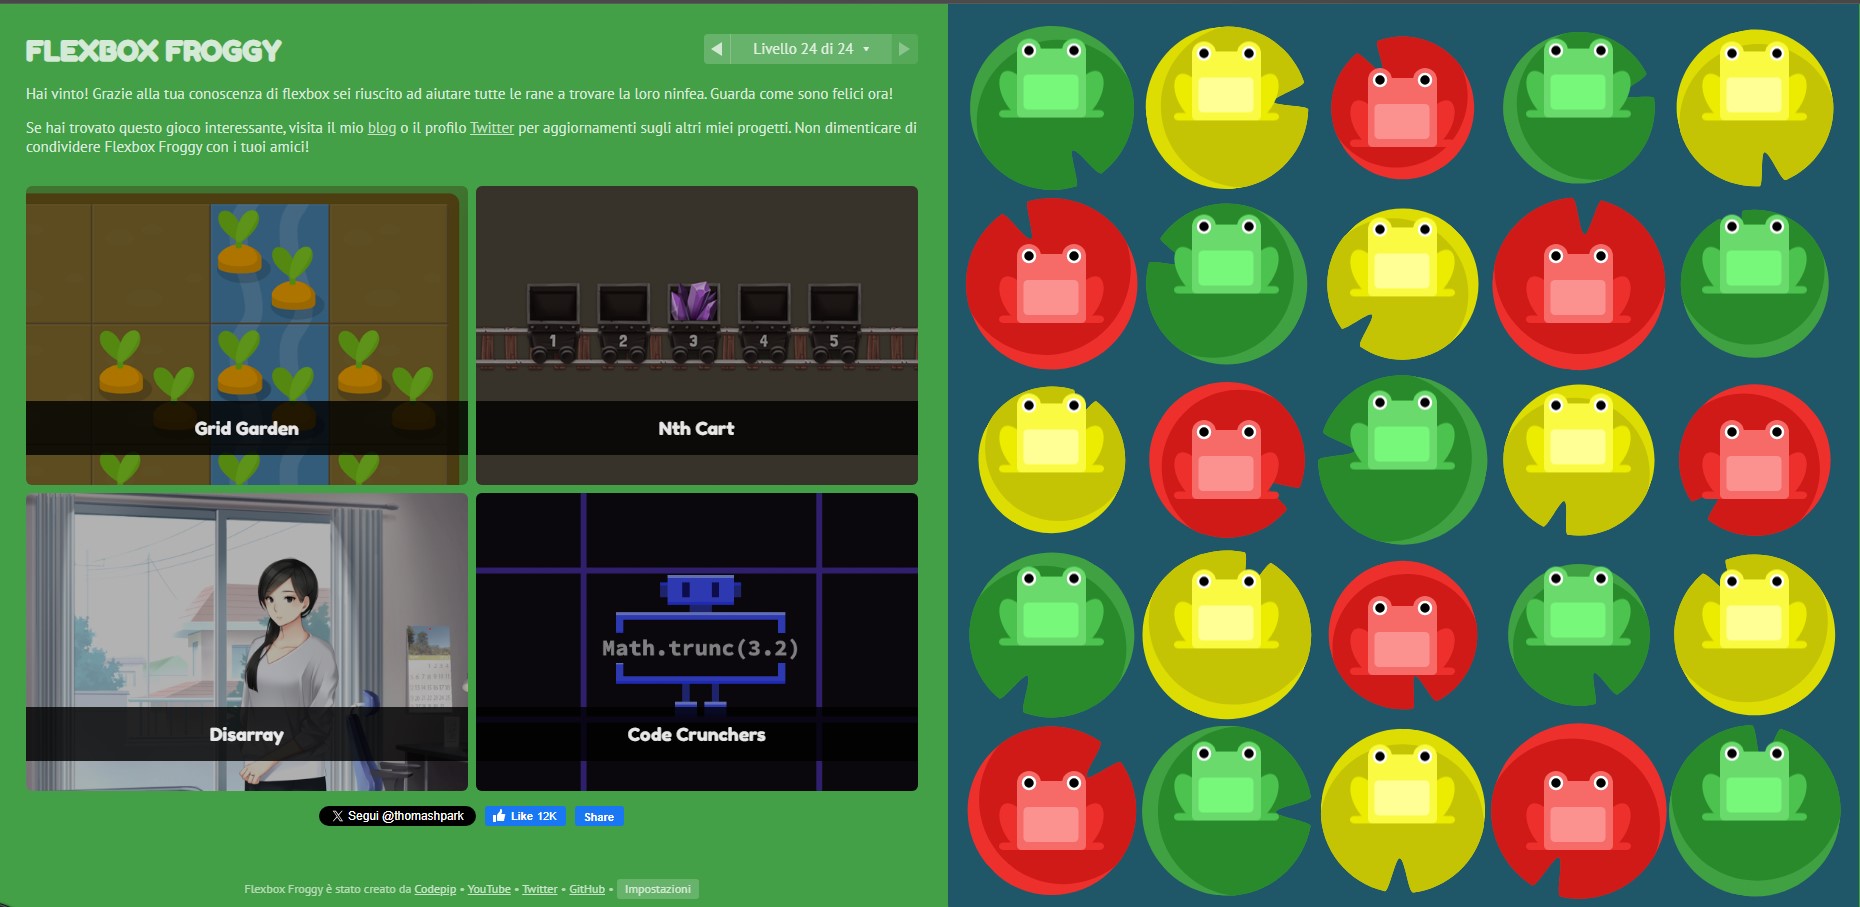 FLEXBOX FROGGY
Livello 24 di 24
Hai vinto! Grazie alla tua conoscenza di flexbox sei riuscito ad aiutare tutte le rane a trovare la loro ninfea. Guarda come sono felici ora!
Se hai trovato questo gioco interessante, visita il mio blog o il profilo Twitter per aggiornamenti sugli altri miei progetti. Non dimenticare di
condividere Flexbox Froggy con i tuoi amici!
Grid Garden
1 2 3 4 5
Nth Cart
Disarray
Math.trunc(3.2)
Code Crunchers
Segui @thomashpark
Like 12K
Share
Flexbox Froggy è stato creato da Codepip • YouTube • Twitter • GitHub • Impostazioni